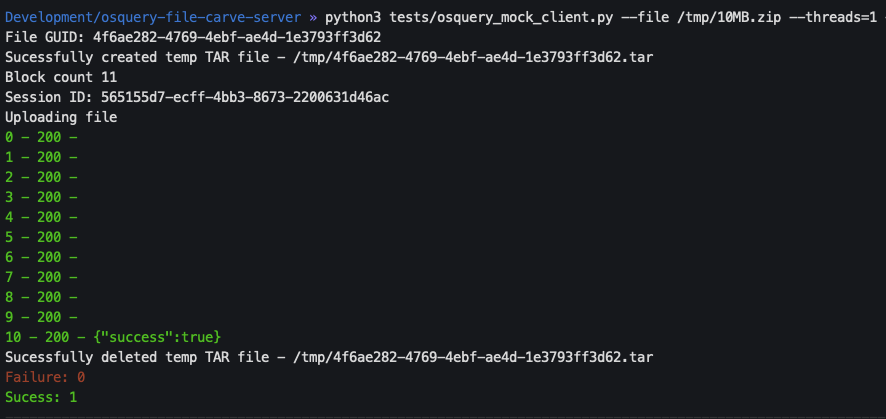 Development/osquery-file-carve-server » python3 tests/osquery_mock_client.py --file /tmp/10MB.zip --threads=1
File GUID: 4f6ae282-4769-4ebf-ae4d-1e3793ff3d62
Sucessfully created temp TAR file - /tmp/4f6ae282-4769-4ebf-ae4d-1e3793ff3d62.tar
Block count 11
Session ID: 565155d7-ecff-4bb3-8673-2200631d46ac
Uploading file
0 - 200 -
1 - 200 -
2 - 200 -
3 - 200 -
4 - 200 -
5 - 200 -
6 - 200 -
7 - 200 -
8 - 200 -
9 - 200 -
10 - 200 - {"success":true}
Sucessfully deleted temp TAR file - /tmp/4f6ae282-4769-4ebf-ae4d-1e3793ff3d62.tar
Failure: 0
Sucess: 1